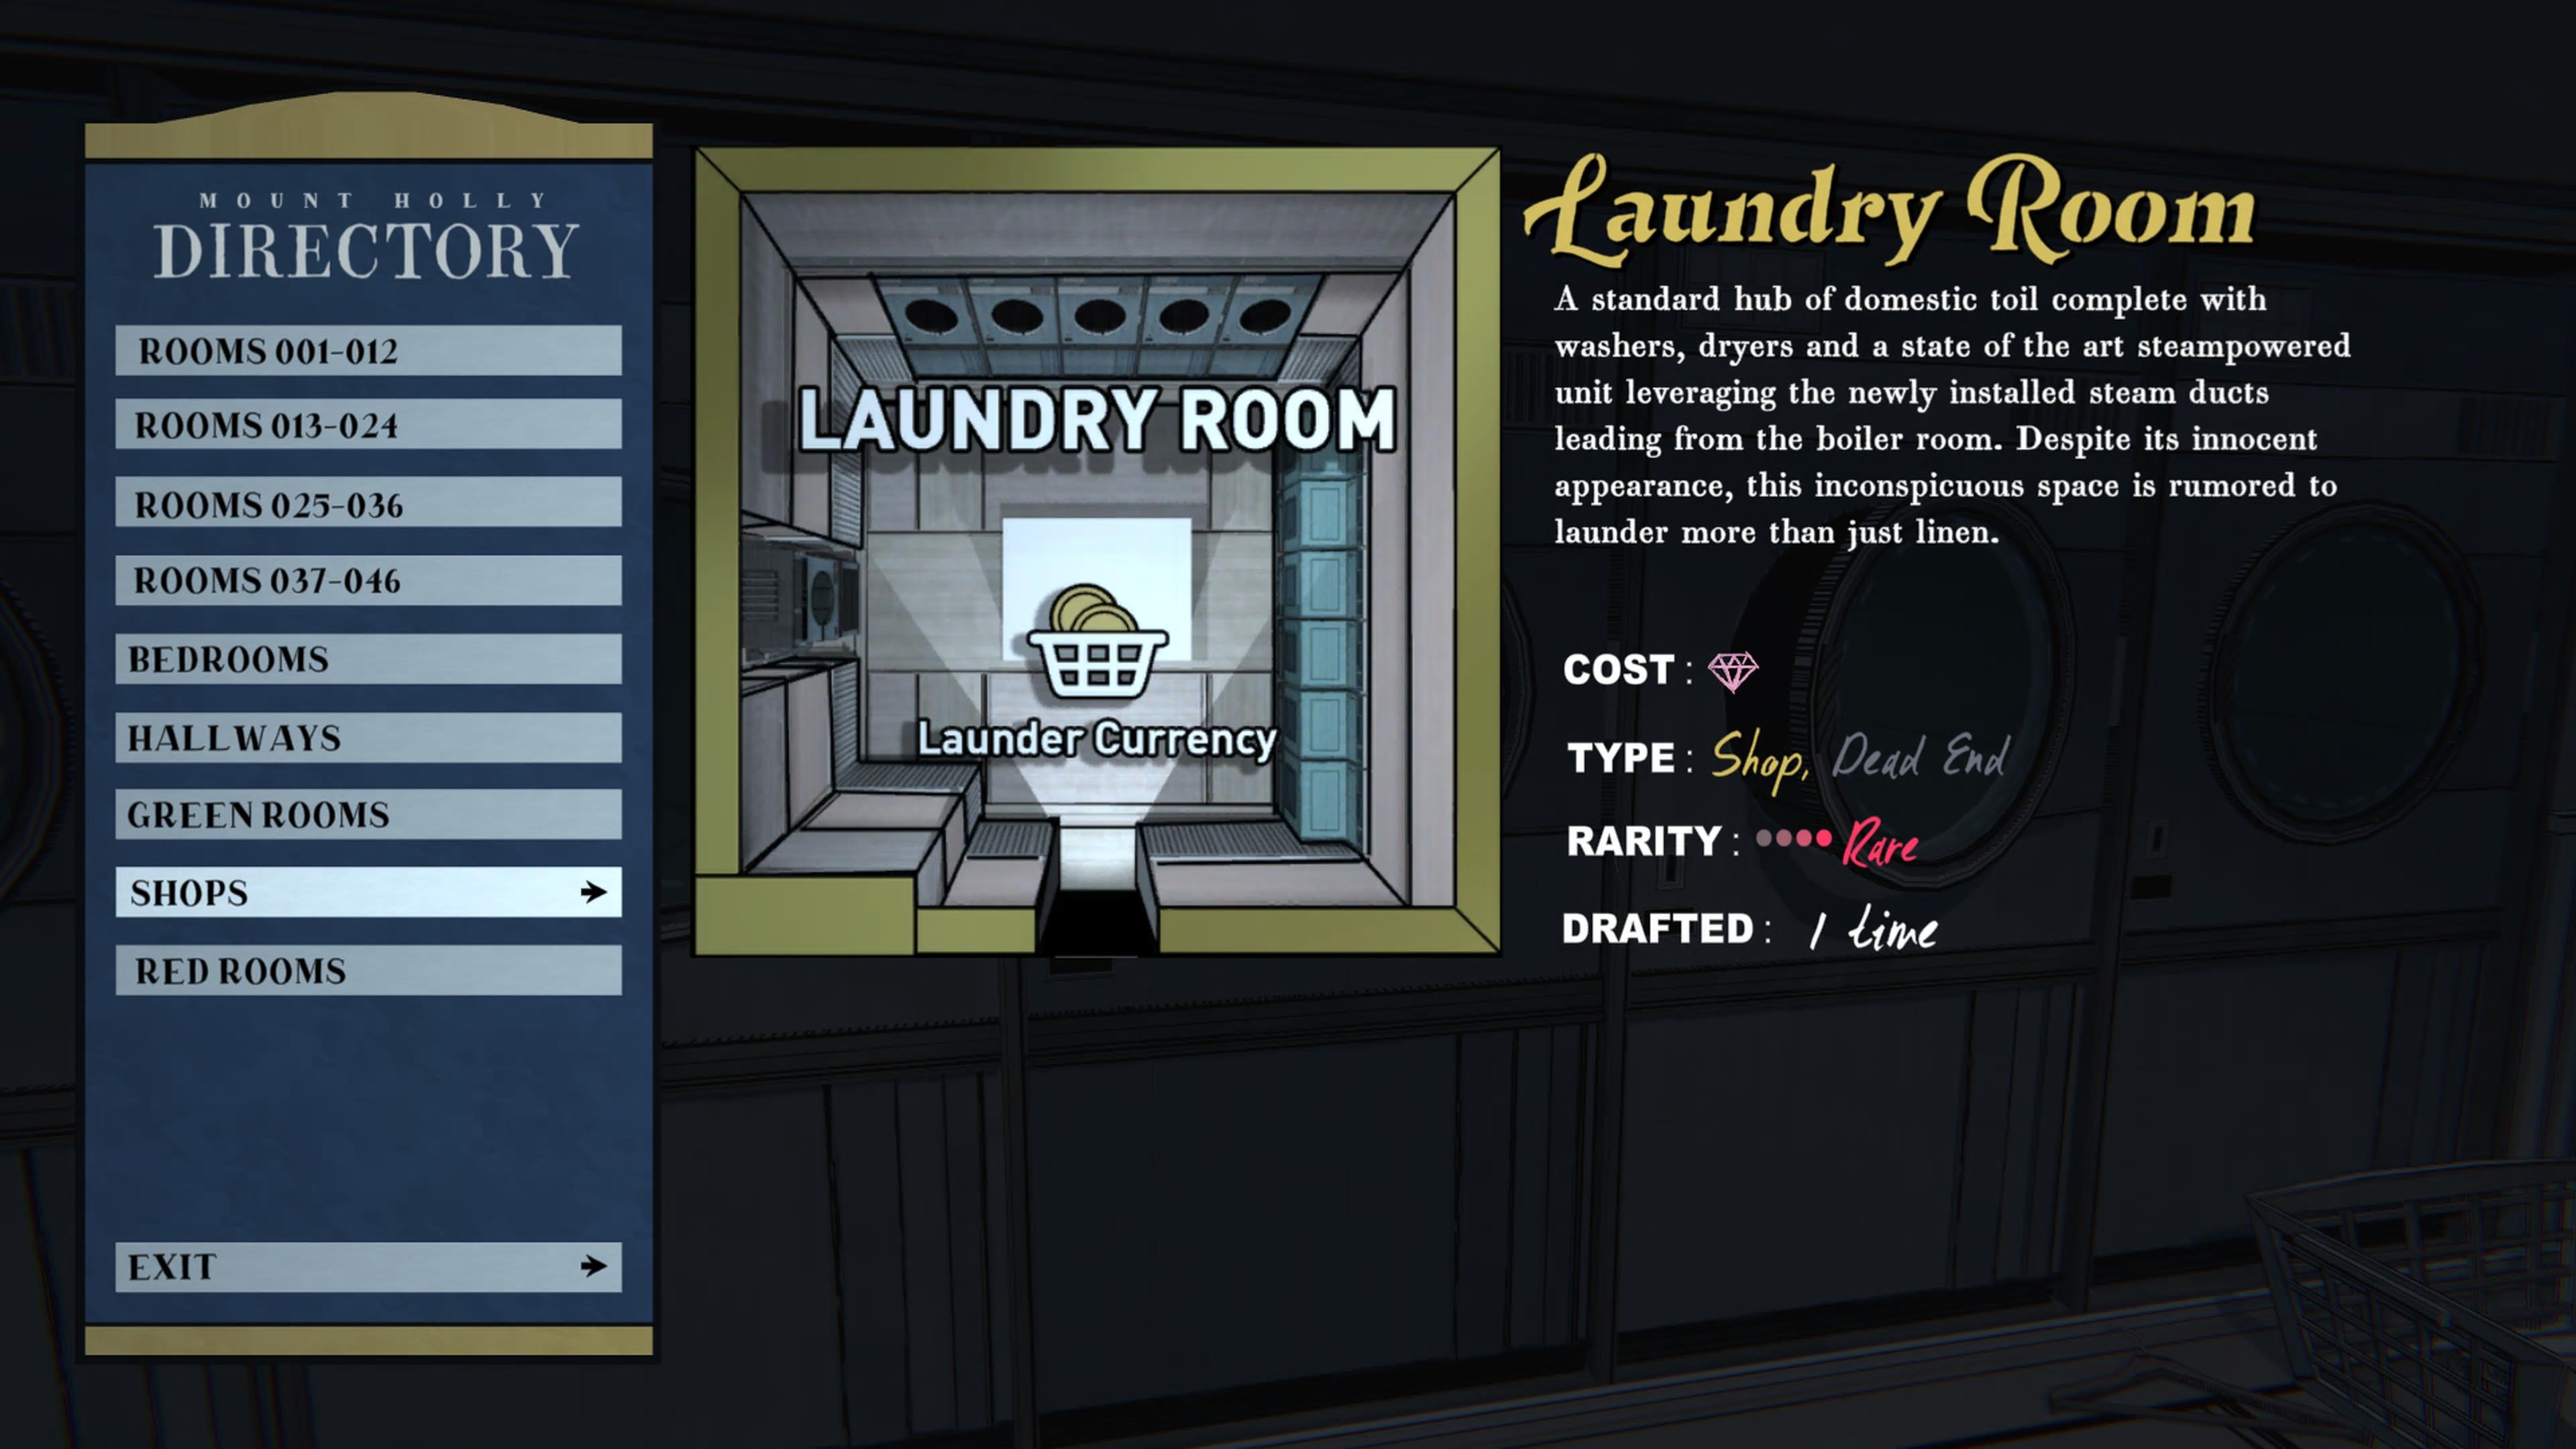 MOUNT HOLLY
DIRECTORY
ROOMS 001-012
ROOMS 013-024
ROOMS 025-036
ROOMS 037-046
BEDROOMS
HALLWAYS
GREEN ROOMS
SHOPS
RED ROOMS
EXIT
LAUNDRY ROOM
Launder Currency
Laundry Room
A standard hub of domestic toil complete with
washers, dryers and a state of the art steampowered
unit leveraging the newly installed steam ducts
leading from the boiler room. Despite its innocent
appearance, this inconspicuous space is rumored to
launder more than just linen.
COST :
TYPE : Shop, Dead End
RARITY : Rare
DRAFTED : 1 time